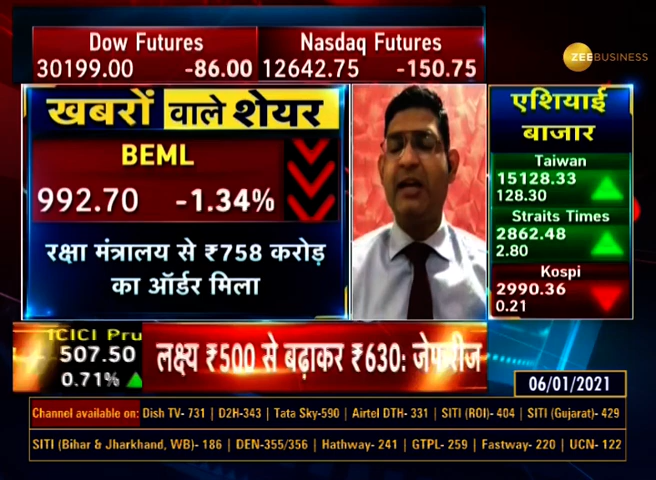 Dow Futures
30199.00 -86.00
Nasdaq Futures
12642.75 -150.75
ZEEBUSINESS
खबरों वाले शेयर
BEML
992.70 -1.34%
रक्षा मंत्रालय से ₹758 करोड़
का ऑर्डर मिला
एशियाई
बाजार
Taiwan
15128.33
128.30
Straits Times
2862.48
2.80
Kospi
2990.36
0.21
ICICI Pru
507.50
0.71%
लक्ष्य ₹500 से बढ़ाकर ₹630: जेफरीज
06/01/2021
Channel available on: Dish TV- 731 | D2H-343 | Tata Sky-590 | Airtel DTH- 331 | SITI (ROI)- 404 | SITI (Gujarat)- 429
SITI (Bihar & Jharkhand, WB)- 186 | DEN-355/356 | Hathway- 241 | GTPL- 259 | Fastway- 220 | UCN- 122